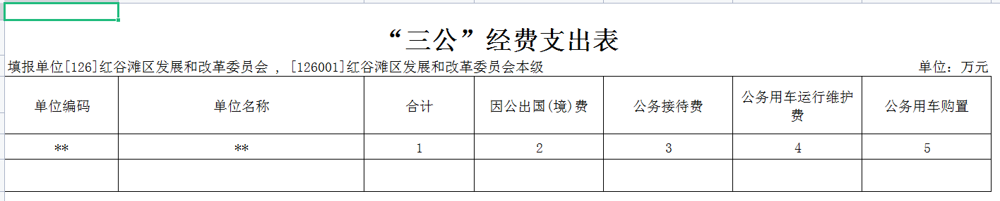 “三公”经费支出表
填报单位[126]红谷滩区发展和改革委员会 , [126001]红谷滩区发展和改革委员会本级 单位：万元
单位编码 单位名称 合计 因公出国(境)费 公务接待费 公务用车运行维护费 公务用车购置
** ** 1 2 3 4 5